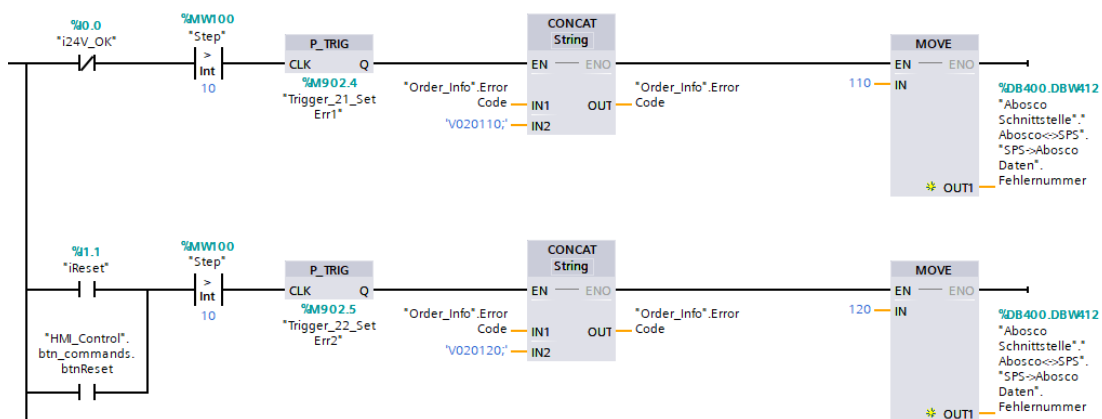 %I0.0
"i24V_OK"
%MW100
"Step"
>
Int
10
P_TRIG
CLK Q
%M902.4
"Trigger_21_Set
Err1"
CONCAT
String
EN ENO
"Order_Info".Error
Code
IN1
'V020110;'
IN2
OUT
"Order_Info".Error
Code
MOVE
EN ENO
110
IN
OUT1
%DB400.DBW412
"Abosco
Schnittstelle"."
Abosco<->SPS".
"SPS->Abosco
Daten".
Fehlernummer
%I1.1
"iReset"
"HMI_Control".
btn_commands.
btnReset
%MW100
"Step"
>
Int
10
P_TRIG
CLK Q
%M902.5
"Trigger_22_Set
Err2"
CONCAT
String
EN ENO
"Order_Info".Error
Code
IN1
'V020120;'
IN2
OUT
"Order_Info".Error
Code
MOVE
EN ENO
120
IN
OUT1
%DB400.DBW412
"Abosco
Schnittstelle"."
Abosco<->SPS".
"SPS->Abosco
Daten".
Fehlernummer